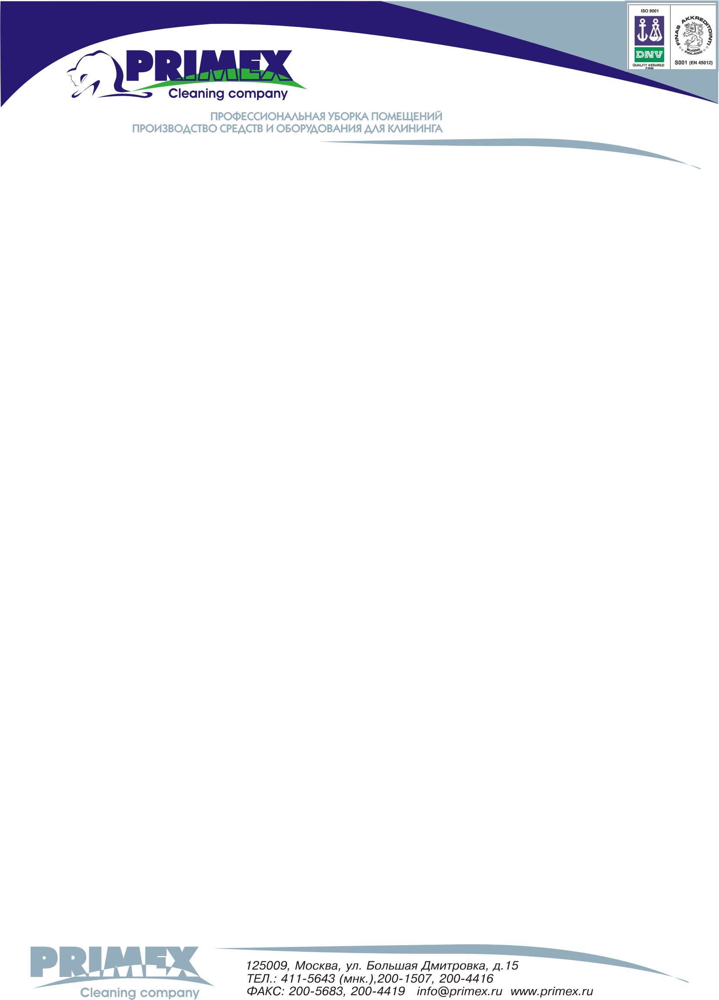 ISO 9001
DNV
QUALITY ASSURED
FIRM
FINAS AKKREDITOINTI
SUOMI
FINLAND
S001 (EN 45012)
PRIMEX
Cleaning company
ПРОФЕССИОНАЛЬНАЯ УБОРКА ПОМЕЩЕНИЙ
ПРОИЗВОДСТВО СРЕДСТВ И ОБОРУДОВАНИЯ ДЛЯ КЛИНИНГА
PRIMEX
Cleaning company
125009, Москва, ул. Большая Дмитровка, д.15
ТЕЛ.: 411-5643 (мнк.),200-1507, 200-4416
ФАКС: 200-5683, 200-4419 info@primex.ru www.primex.ru